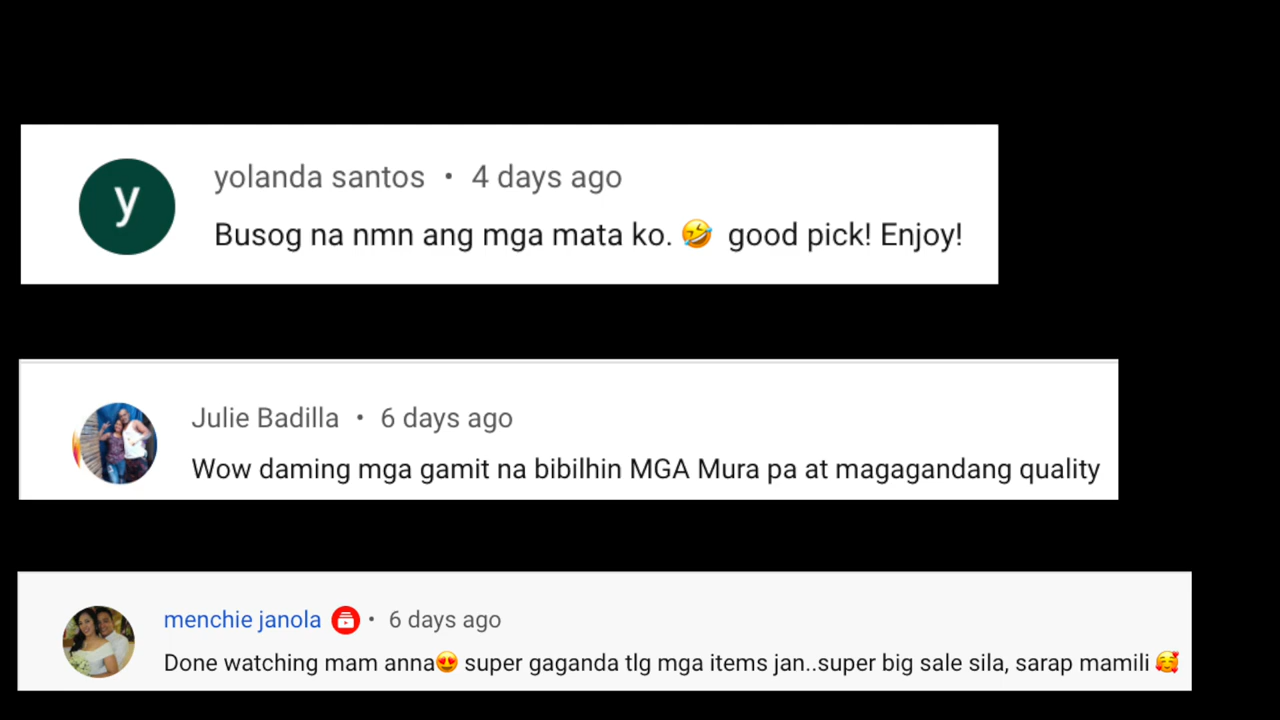 y
yolanda santos • 4 days ago
Busog na nmn ang mga mata ko. 🤣 good pick! Enjoy!
Julie Badilla • 6 days ago
Wow daming mga gamit na bibilhin MGA Mura pa at magagandang quality
menchie janola • 6 days ago
Done watching mam anna😍 super gaganda tlg mga items jan..super big sale sila, sarap mamili 🥰